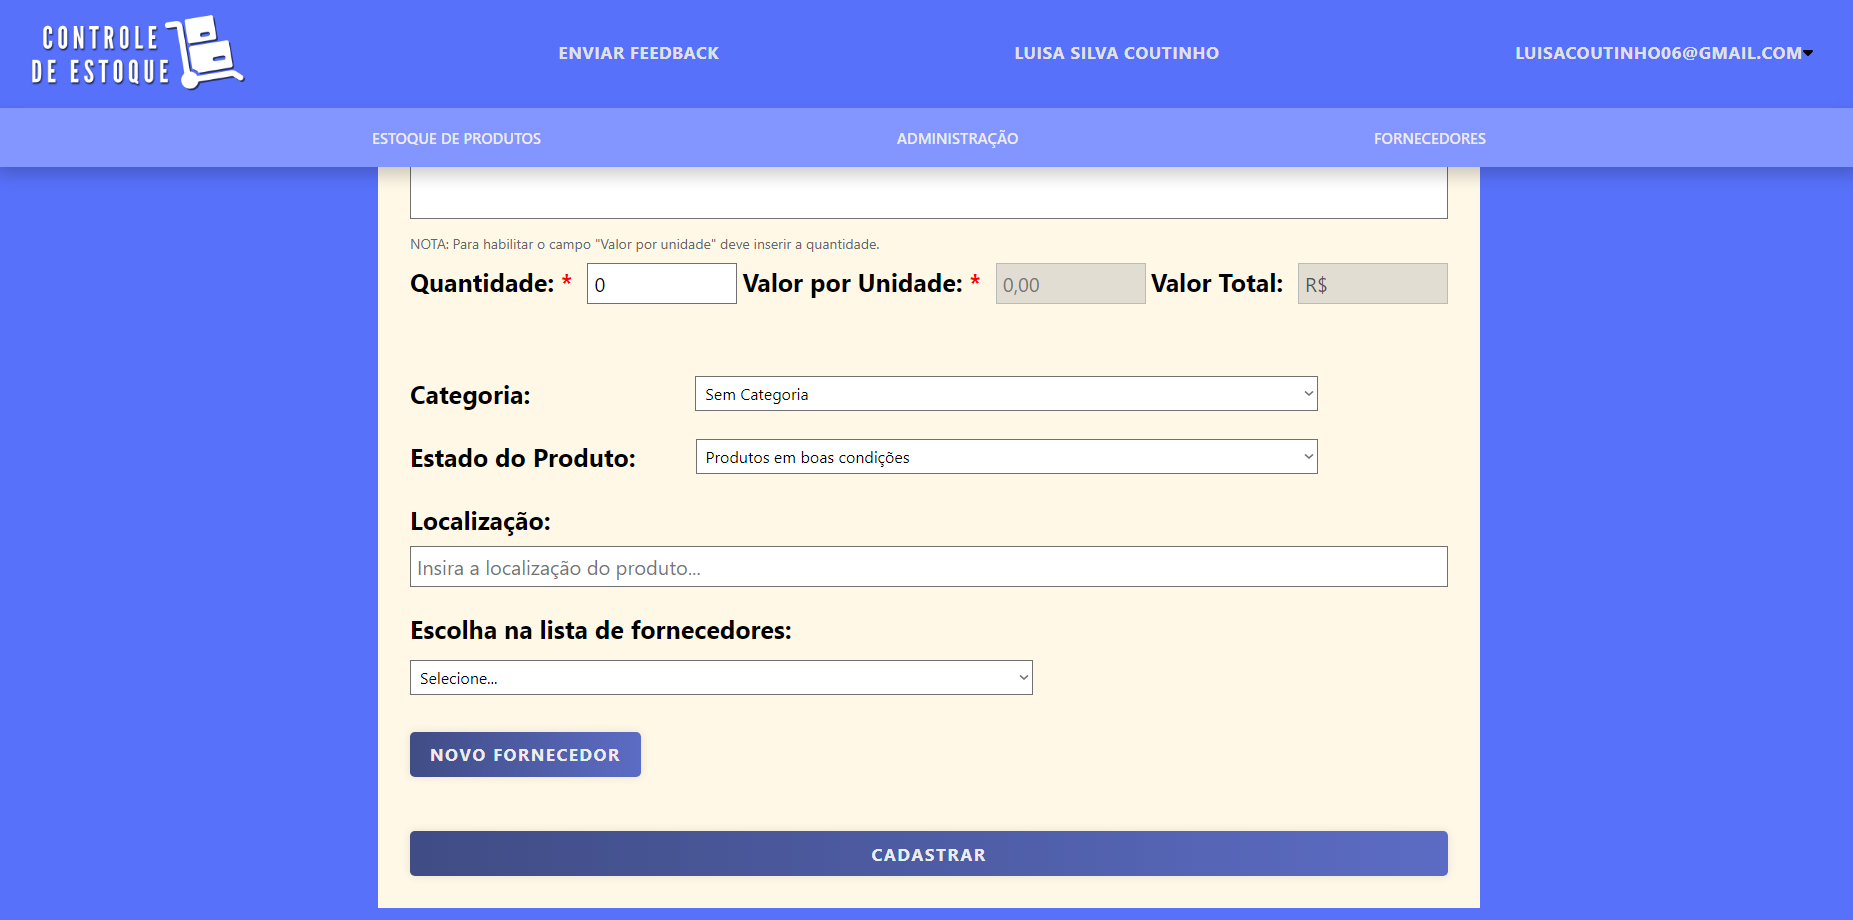 CONTROLE
DE ESTOQUE
ENVIAR FEEDBACK
LUISA SILVA COUTINHO
LUISACOUTINHO06@GMAIL.COM
ESTOQUE DE PRODUTOS
ADMINISTRAÇÃO
FORNECEDORES
NOTA: Para habilitar o campo "Valor por unidade" deve inserir a quantidade.
Quantidade: * 0 Valor por Unidade: * 0,00 Valor Total: R$
Categoria: Sem Categoria
Estado do Produto: Produtos em boas condições
Localização:
Insira a localização do produto...
Escolha na lista de fornecedores:
Selecione...
NOVO FORNECEDOR
CADASTRAR